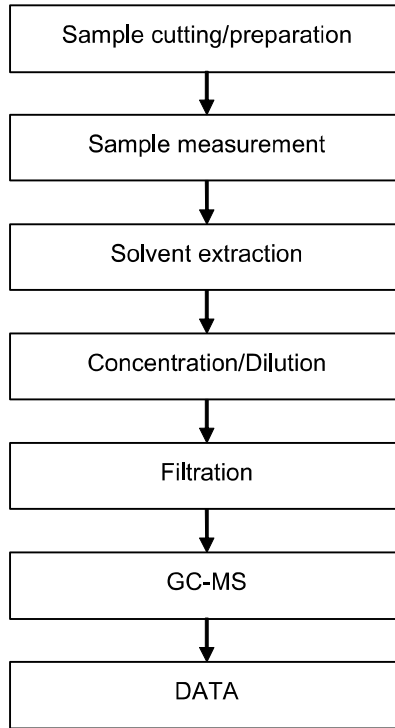 Sample cutting/preparation
Sample measurement
Solvent extraction
Concentration/Dilution
Filtration
GC-MS
DATA